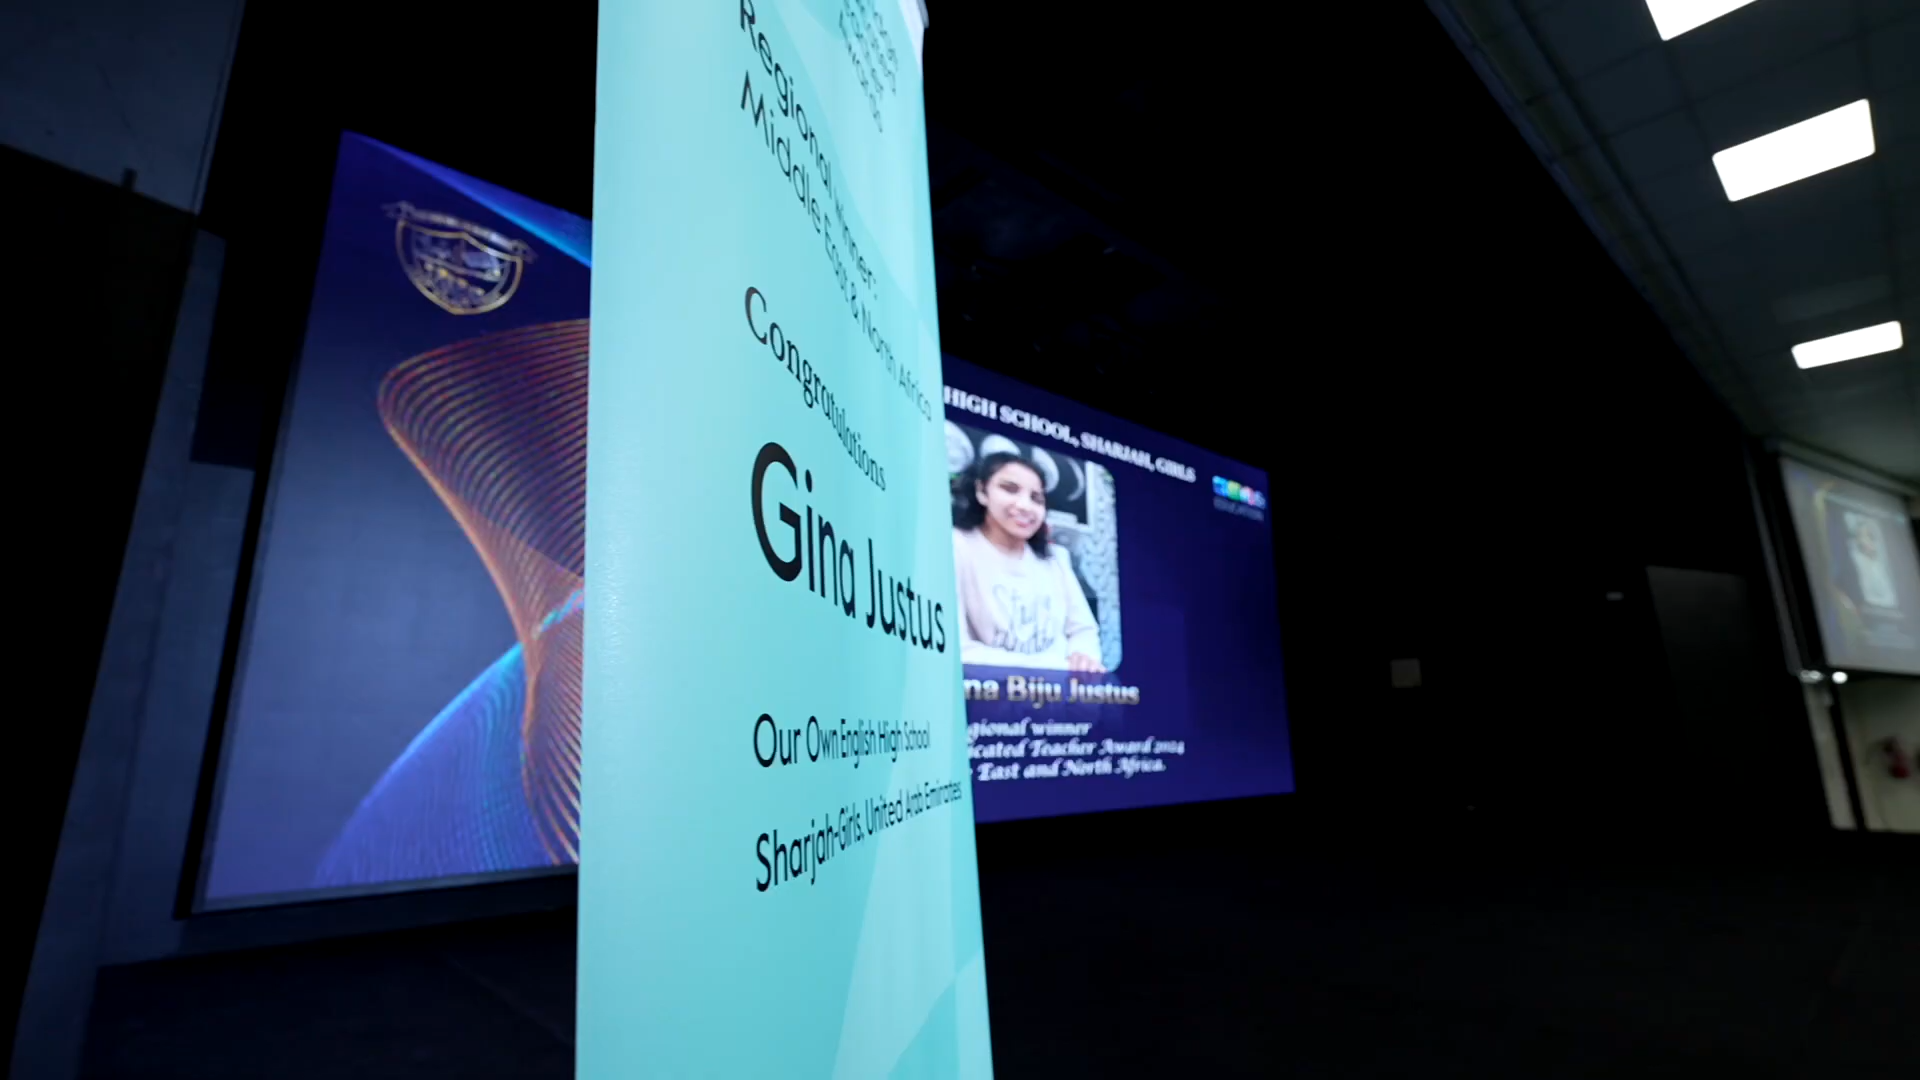 Regional Winner:
Middle East & North Africa
Congratulations
Gina Justus
Our Own English High School
Sharjah-Girls, United Arab Emirates
HIGH SCHOOL, SHARJAH, GIRLS
na Biju Justus
gional winner
icated Teacher Award 2024
East and North Africa.